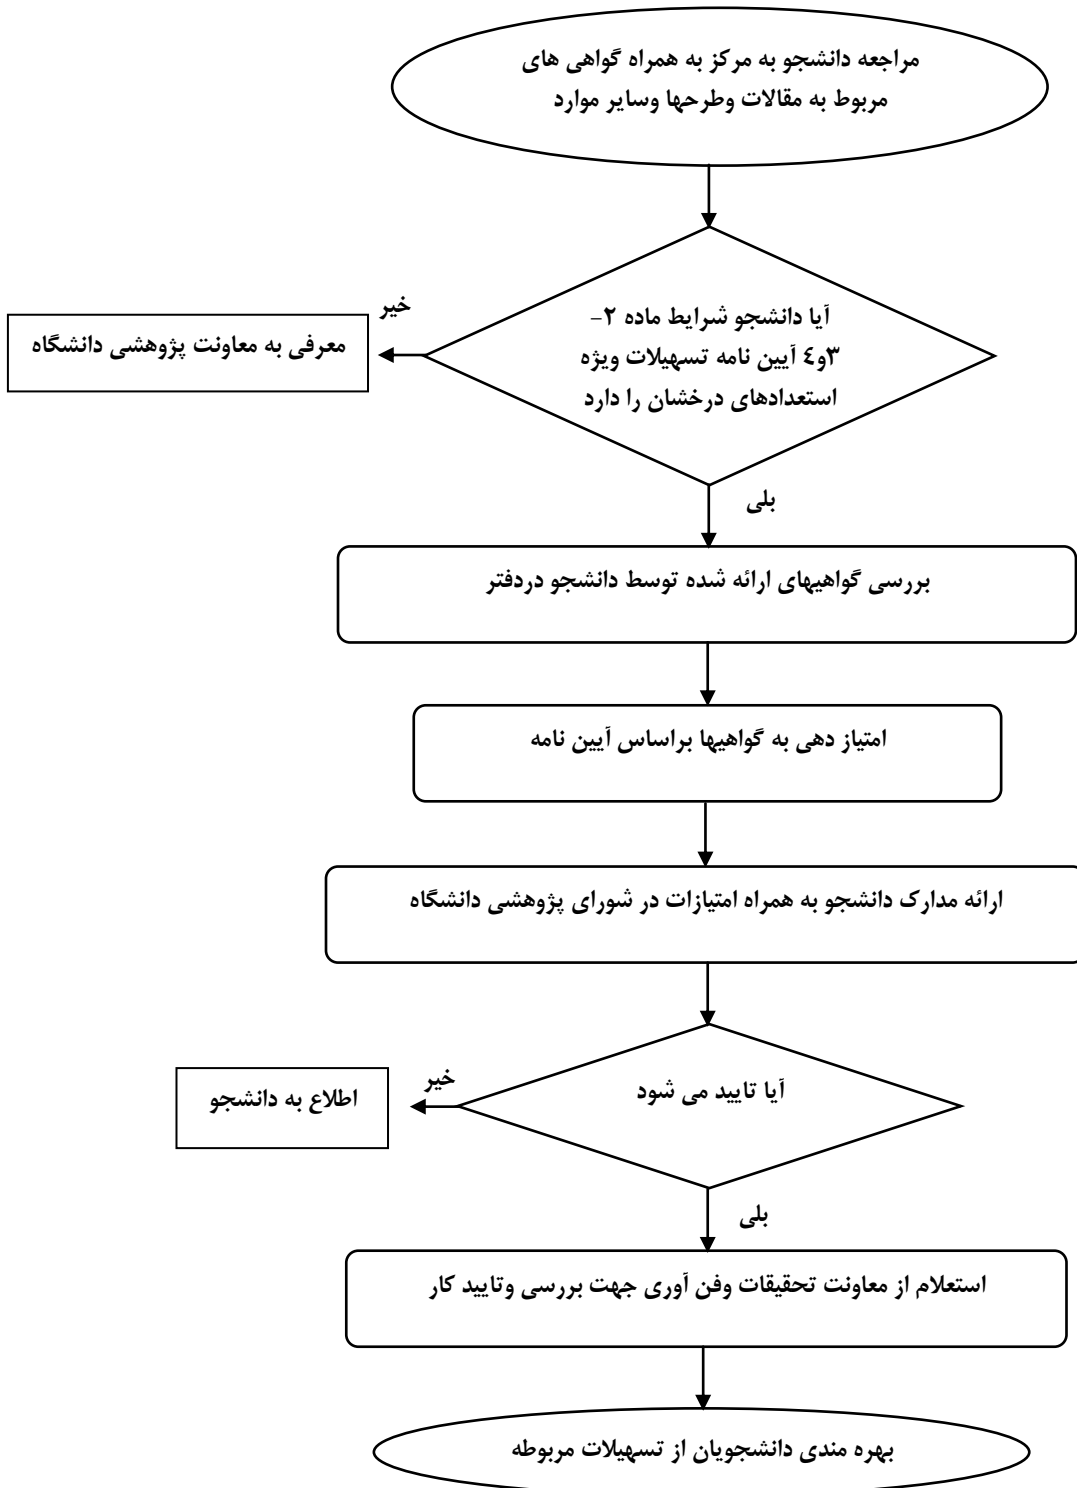 مراجعه دانشجو به مرکز به همراه گواهی های
مربوط به مقالات وطرحها وسایر موارد
آیا دانشجو شرایط ماده ۲-
۳و٤ آیین نامه تسهیلات ویژه
استعدادهای درخشان را دارد
خیر
معرفی به معاونت پژوهشی دانشگاه
بلی
بررسی گواهیهای ارائه شده توسط دانشجو دردفتر
امتیاز دهی به گواهیها براساس آیین نامه
ارائه مدارک دانشجو به همراه امتیازات در شورای پژوهشی دانشگاه
آیا تایید می شود
خیر
اطلاع به دانشجو
بلی
استعلام از معاونت تحقیقات وفن آوری جهت بررسی وتایید کار
بهره مندی دانشجویان از تسهیلات مربوطه